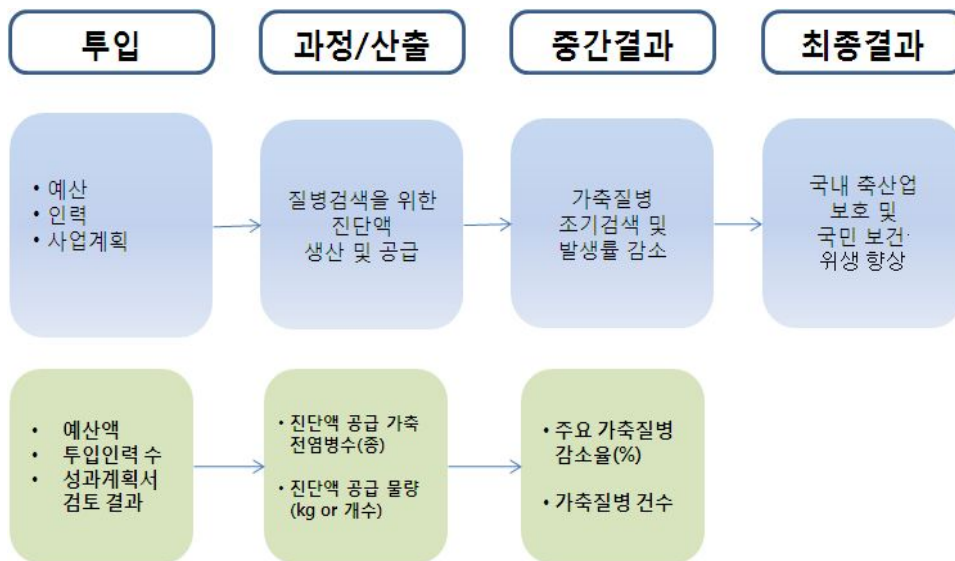 투입
과정/산출
중간결과
최종결과
• 예산
• 인력
• 사업계획
질병검색을 위한
진단액
생산 및 공급
가축질병
조기검색 및
발생률 감소
국내 축산업
보호 및
국민 보건·
위생 향상
• 예산액
• 투입인력 수
• 성과계획서
검토 결과
• 진단액 공급 가축
전염병수(종)
• 진단액 공급 물량
(kg or 개수)
• 주요 가축질병
감소율(%)
• 가축질병 건수